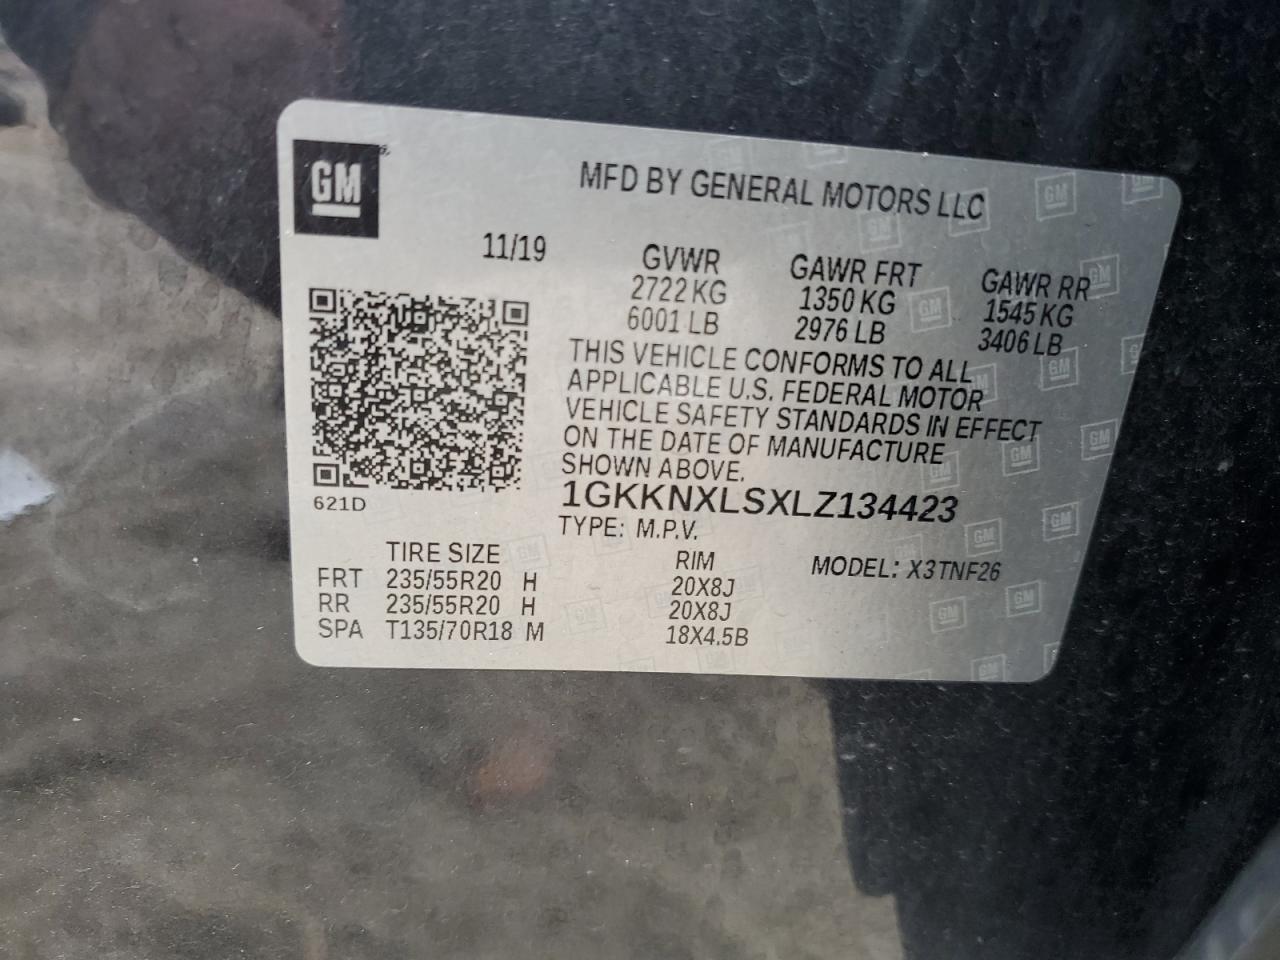 GM
MFD BY GENERAL MOTORS LLC
11/19
GVWR GAWR FRT GAWR RR
2722 KG 1350 KG 1545 KG
6001 LB 2976 LB 3406 LB
THIS VEHICLE CONFORMS TO ALL
APPLICABLE U.S. FEDERAL MOTOR
VEHICLE SAFETY STANDARDS IN EFFECT
ON THE DATE OF MANUFACTURE
SHOWN ABOVE.
1GKKNXLSXLZ134423
621D
TYPE: M.P.V.
MODEL: X3TNF26
TIRE SIZE RIM
FRT 235/55R20 H 20X8J
RR 235/55R20 H 20X8J
SPA T135/70R18 M 18X4.5B